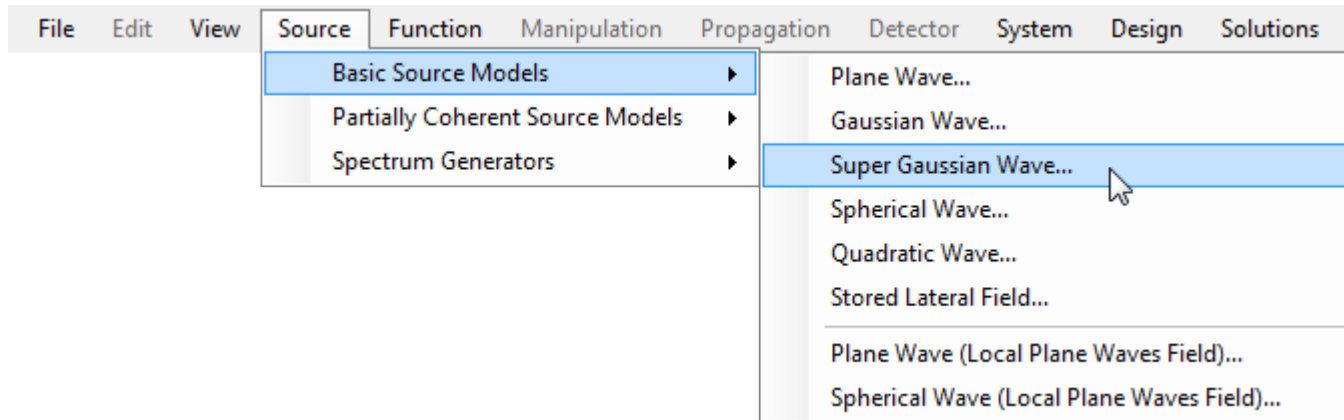 File Edit View Source Function Manipulation Propagation Detector System Design Solutions
Basic Source Models
Partially Coherent Source Models
Spectrum Generators
Plane Wave...
Gaussian Wave...
Super Gaussian Wave...
Spherical Wave...
Quadratic Wave...
Stored Lateral Field...
Plane Wave (Local Plane Waves Field)...
Spherical Wave (Local Plane Waves Field)...